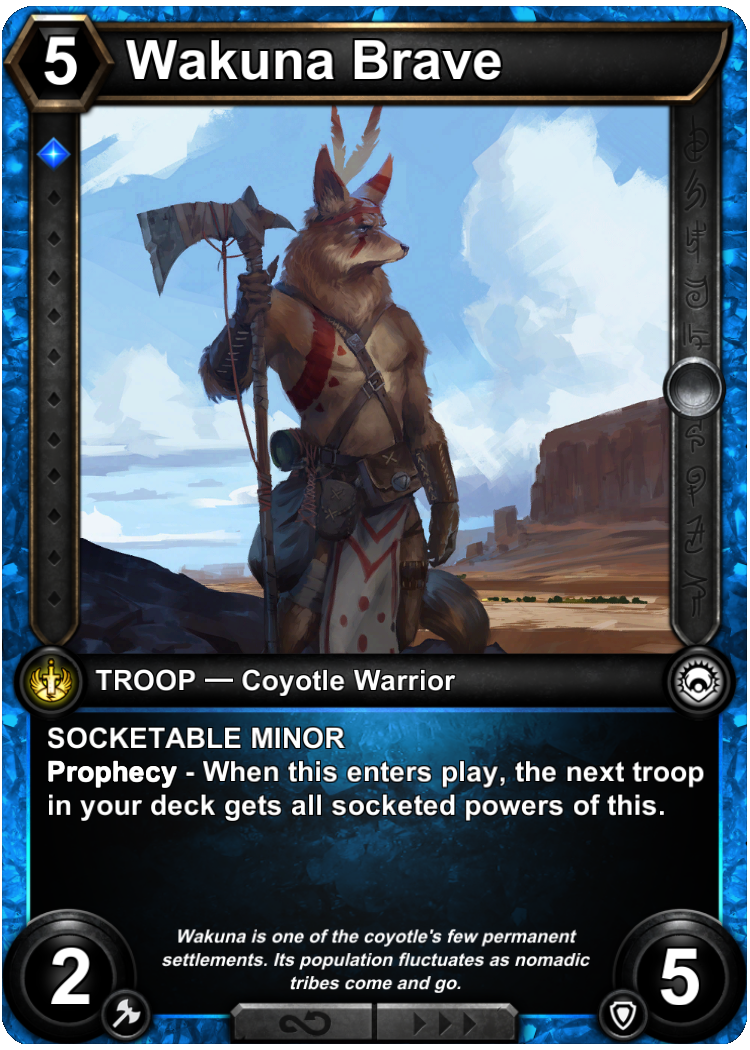 5 Wakuna Brave
TROOP — Coyotle Warrior
SOCKETABLE MINOR
Prophecy - When this enters play, the next troop
in your deck gets all socketed powers of this.
Wakuna is one of the coyotle's few permanent
settlements. Its population fluctuates as nomadic
tribes come and go.
2
5